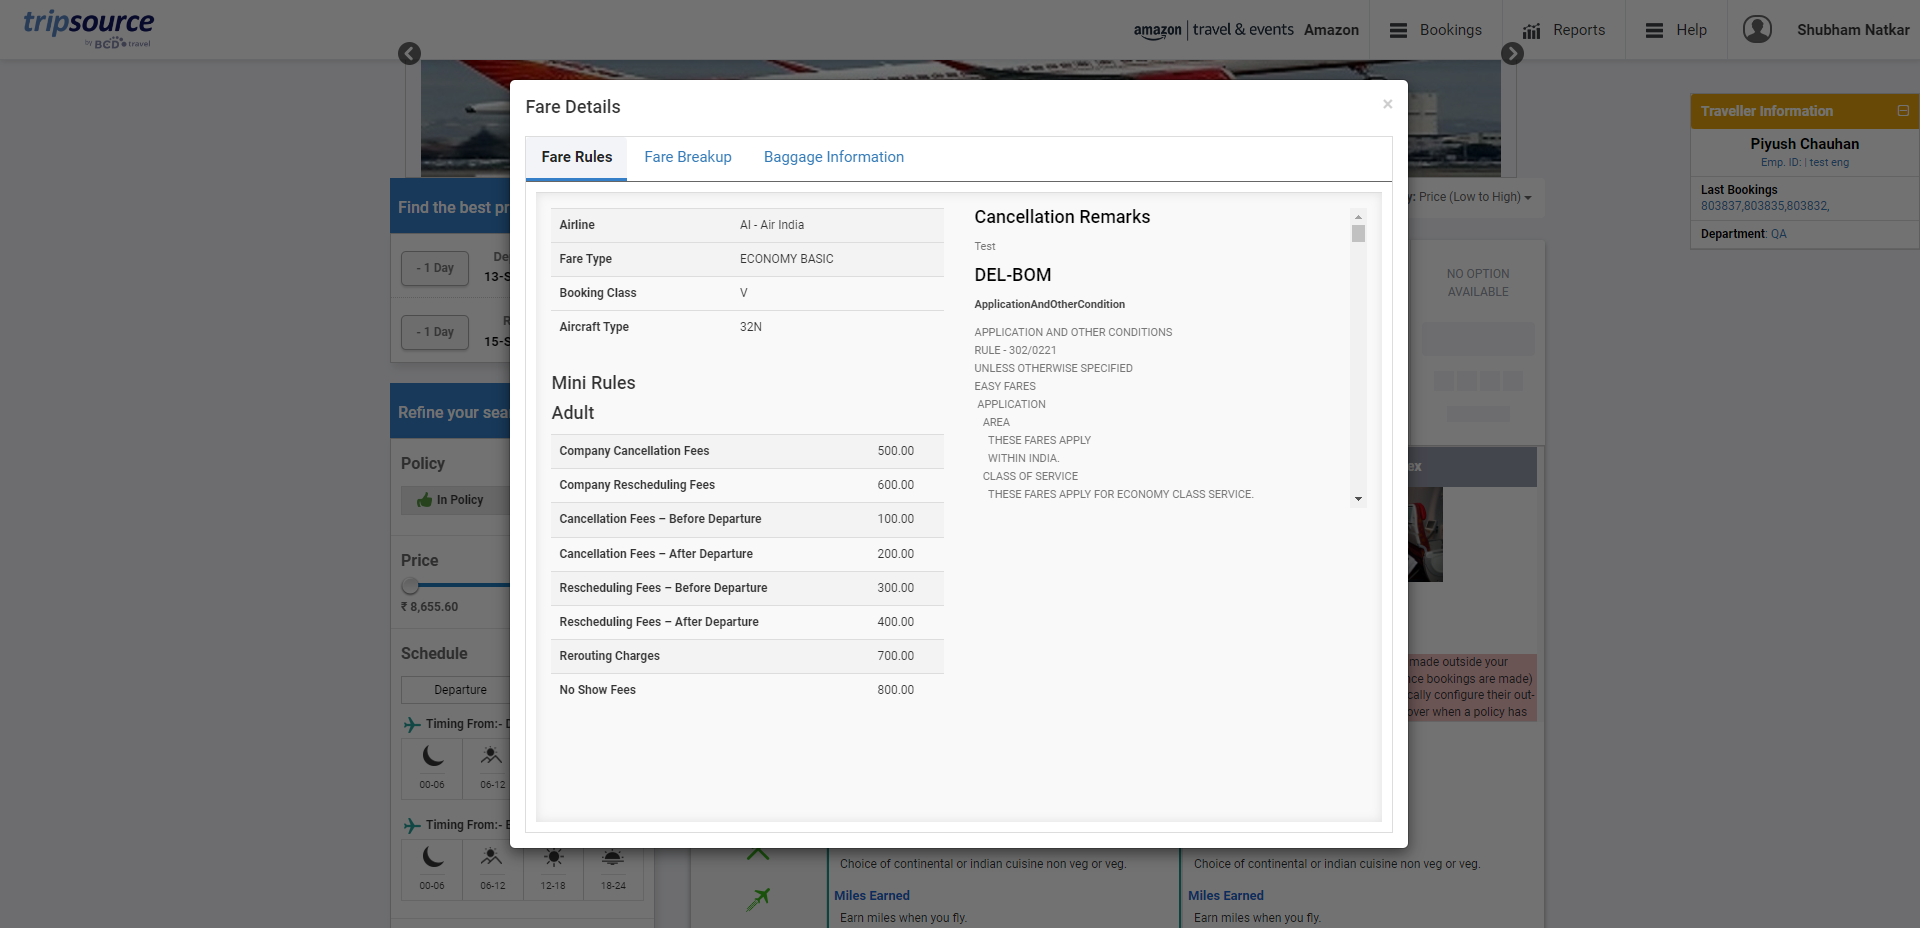 tripsource
by BCD travel
amazon | travel & events Amazon
Bookings
Reports
Help
Shubham Natkar
Fare Details
×
Fare Rules
Fare Breakup
Baggage Information
Airline AI - Air India
Fare Type ECONOMY BASIC
Booking Class V
Aircraft Type 32N
Mini Rules
Adult
Company Cancellation Fees 500.00
Company Rescheduling Fees 600.00
Cancellation Fees – Before Departure 100.00
Cancellation Fees – After Departure 200.00
Rescheduling Fees – Before Departure 300.00
Rescheduling Fees – After Departure 400.00
Rerouting Charges 700.00
No Show Fees 800.00
Cancellation Remarks
Test
DEL-BOM
ApplicationAndOtherCondition
APPLICATION AND OTHER CONDITIONS
RULE - 302/0221
UNLESS OTHERWISE SPECIFIED
EASY FARES
APPLICATION
AREA
THESE FARES APPLY
WITHIN INDIA.
CLASS OF SERVICE
THESE FARES APPLY FOR ECONOMY CLASS SERVICE.
Traveller Information
Piyush Chauhan
Emp. ID: | test eng
Last Bookings
803837,803835,803832,
Department: QA
Find the best pr
- 1 Day
De
13-S
- 1 Day
R
15-S
Refine your sear
Policy
In Policy
Price
₹ 8,655.60
Schedule
Departure
Timing From:- D
00-06
06-12
Timing From:-
00-06
06-12
12-18
18-24
y: Price (Low to High)
NO OPTION
AVAILABLE
ex
made outside your
nce bookings are made)
cally configure their out-
over when a policy has
Choice of continental or indian cuisine non veg or veg.
Miles Earned
Earn miles when you fly.
Choice of continental or indian cuisine non veg or veg.
Miles Earned
Earn miles when you fly.